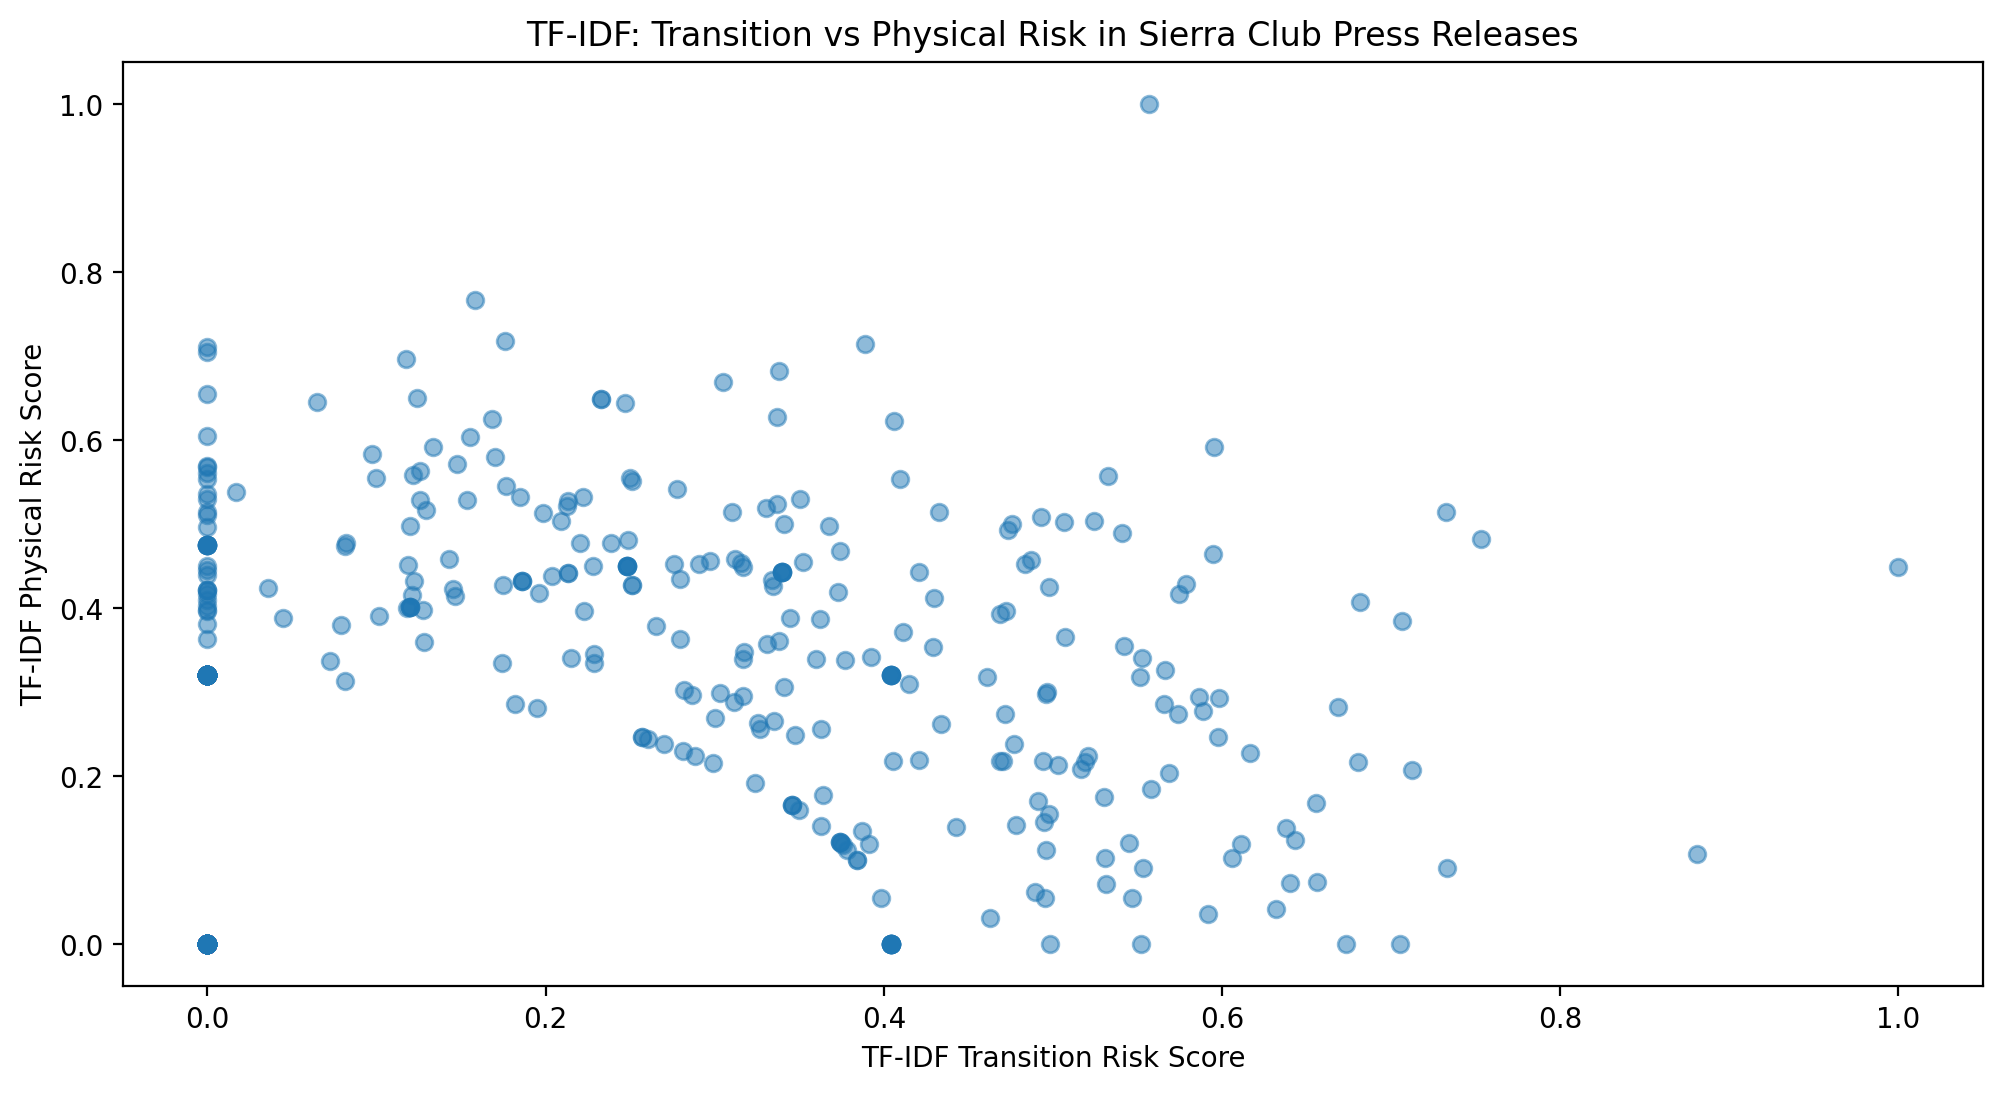 TF-IDF: Transition vs Physical Risk in Sierra Club Press Releases
TF-IDF Physical Risk Score
1.0
0.8
0.6
0.4
0.2
0.0
0.0 0.2 0.4 0.6 0.8 1.0
TF-IDF Transition Risk Score